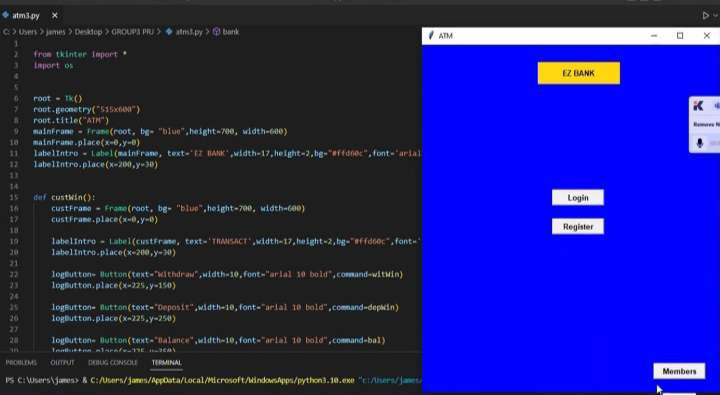 atm3.py ×
C: > Users > james > Desktop > GROUP3 PRJ > atm3.py > bank
1
2 from tkinter import *
3 import os
4
5
6 root = Tk()
7 root.geometry("515x600")
8 root.title("ATM")
9 mainFrame = Frame(root, bg= "blue",height=700, width=600)
10 mainFrame.place(x=0,y=0)
11 labelIntro = Label(mainFrame, text='EZ BANK',width=17,height=2,bg="#ffd60c",font='arial
12 labelIntro.place(x=200,y=30)
13
14
15 def custWin():
16 custFrame = Frame(root, bg= "blue",height=700, width=600)
17 custFrame.place(x=0,y=0)
18
19 labelIntro = Label(custFrame, text='TRANSACT',width=17,height=2,bg="#ffd60c",font='
20 labelIntro.place(x=200,y=30)
21
22 logButton= Button(text="Withdraw",width=10,font="arial 10 bold",command=witWin)
23 logButton.place(x=225,y=150)
24
25 logButton= Button(text="Deposit",width=10,font="arial 10 bold",command=depWin)
26 logButton.place(x=225,y=250)
27
28 logButton= Button(text="Balance",width=10,font="arial 10 bold",command=bal)
29 logButton.place(x=225,y=350)
PROBLEMS OUTPUT DEBUG CONSOLE TERMINAL
PS C:\Users\james> & C:/Users/james/AppData/Local/Microsoft/WindowsApps/python3.10.exe "c:/Users/james/
ATM
EZ BANK
Login
Register
Members
K
Remove